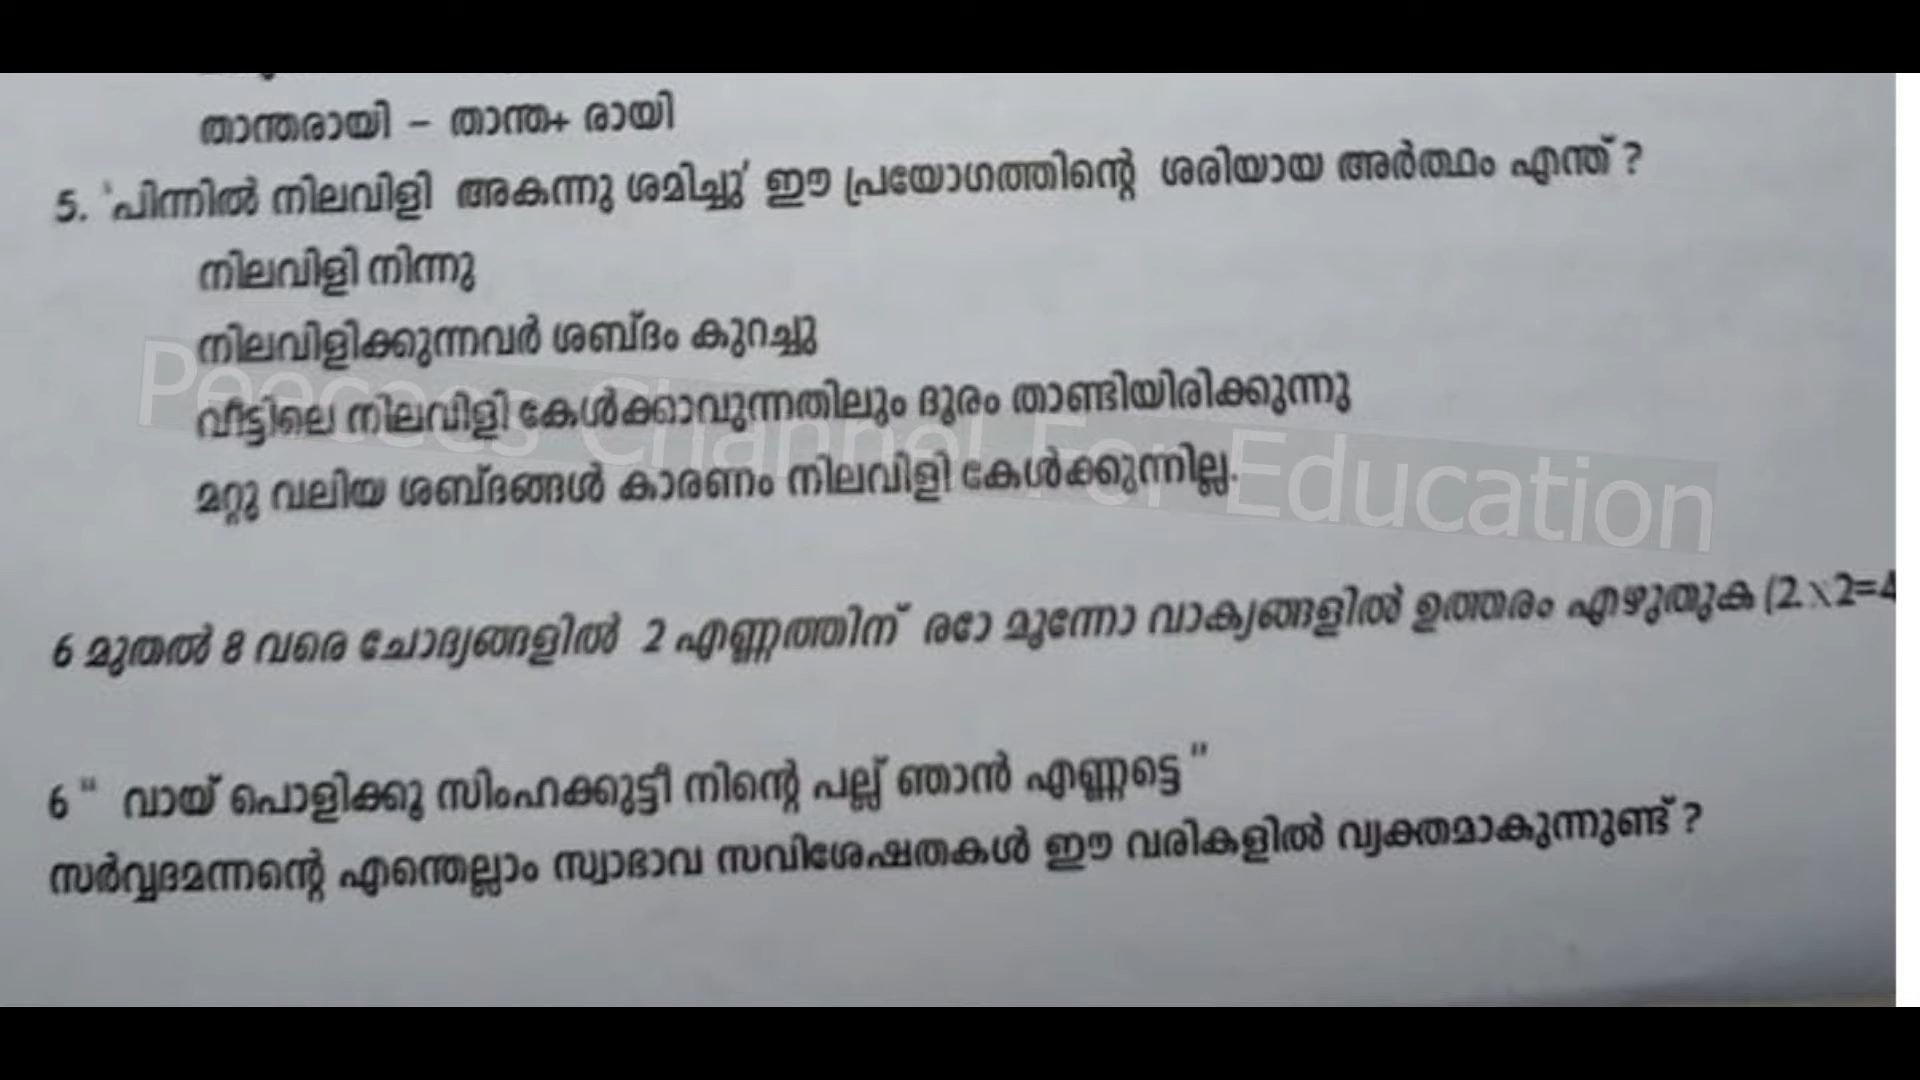 താന്തരായി – താന്ത+ രായി
5. 'പിന്നിൽ നിലവിളി അകന്നു ശമിച്ചു' ഈ പ്രയോഗത്തിന്റെ ശരിയായ അർത്ഥം എന്ത് ?
നിലവിളി നിന്നു
നിലവിളിക്കുന്നവർ ശബ്ദം കുറച്ചു
വീട്ടിലെ നിലവിളി കേൾക്കാവുന്നതിലും ദൂരം താണ്ടിയിരിക്കുന്നു
മറ്റു വലിയ ശബ്ദങ്ങൾ കാരണം നിലവിളി കേൾക്കുന്നില്ല.
Peecees Channel For Education
6 മുതൽ 8 വരെ ചോദ്യങ്ങളിൽ 2 എണ്ണത്തിന് രടോ മൂന്നോ വാക്യങ്ങളിൽ ഉത്തരം എഴുതുക (2 x 2=4
6 " വായ് പൊളിക്കൂ സിംഹക്കുട്ടീ നിന്റെ പല്ല് ഞാൻ എണ്ണട്ടെ "
സർവ്വദമന്നന്റെ എന്തെല്ലാം സ്വാഭാവ സവിശേഷതകൾ ഈ വരികളിൽ വ്യക്തമാകുന്നുണ്ട് ?